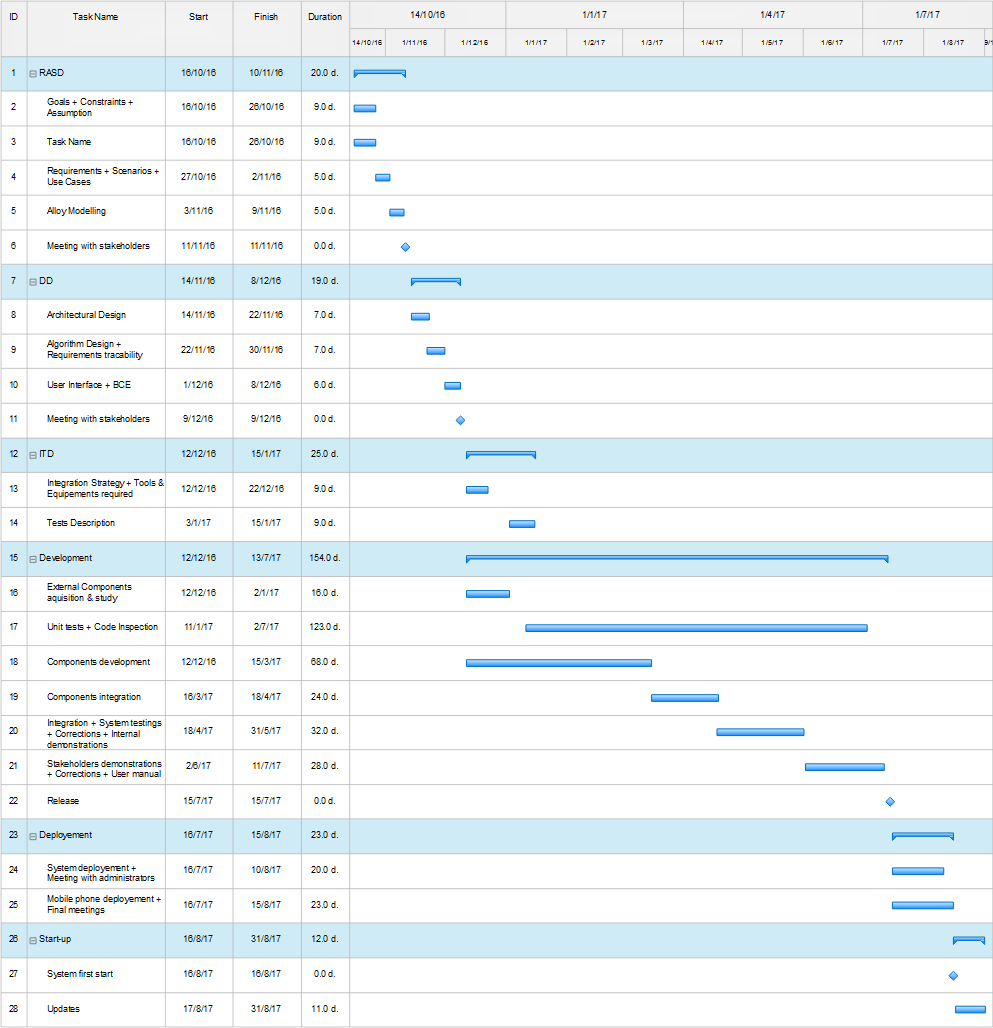 ID Task Name Start Finish Duration 14/10/16 1/1/17 1/4/17 1/7/17
14/10/16 1/11/16 1/12/16 1/1/17 1/2/17 1/3/17 1/4/17 1/5/17 1/6/17 1/7/17 1/8/17
1 RASD 16/10/16 10/11/16 20.0 d.
2 Goals + Constraints +
Assumption 16/10/16 26/10/16 9.0 d.
3 Task Name 16/10/16 26/10/16 9.0 d.
4 Requirements + Scenarios +
Use Cases 27/10/16 2/11/16 5.0 d.
5 Alloy Modelling 3/11/16 9/11/16 5.0 d.
6 Meeting with stakeholders 11/11/16 11/11/16 0.0 d.
7 DD 14/11/16 8/12/16 19.0 d.
8 Architectural Design 14/11/16 22/11/16 7.0 d.
9 Algorithm Design +
Requirements tracability 22/11/16 30/11/16 7.0 d.
10 User Interface + BCE 1/12/16 8/12/16 6.0 d.
11 Meeting with stakeholders 9/12/16 9/12/16 0.0 d.
12 ITD 12/12/16 15/1/17 25.0 d.
13 Integration Strategy + Tools &
Equipements required 12/12/16 22/12/16 9.0 d.
14 Tests Description 3/1/17 15/1/17 9.0 d.
15 Development 12/12/16 13/7/17 154.0 d.
16 External Components
aquisition & study 12/12/16 2/1/17 16.0 d.
17 Unit tests + Code Inspection 11/1/17 2/7/17 123.0 d.
18 Components development 12/12/16 15/3/17 68.0 d.
19 Components integration 16/3/17 18/4/17 24.0 d.
20 Integration + System testings
+ Corrections + Internal
demonstrations 18/4/17 31/5/17 32.0 d.
21 Stakeholders demonstrations
+ Corrections + User manual 2/6/17 11/7/17 28.0 d.
22 Release 15/7/17 15/7/17 0.0 d.
23 Deployement 16/7/17 15/8/17 23.0 d.
24 System deployement +
Meeting with administrators 16/7/17 10/8/17 20.0 d.
25 Mobile phone deployement +
Final meetings 16/7/17 15/8/17 23.0 d.
26 Start-up 16/8/17 31/8/17 12.0 d.
27 System first start 16/8/17 16/8/17 0.0 d.
28 Updates 17/8/17 31/8/17 11.0 d.